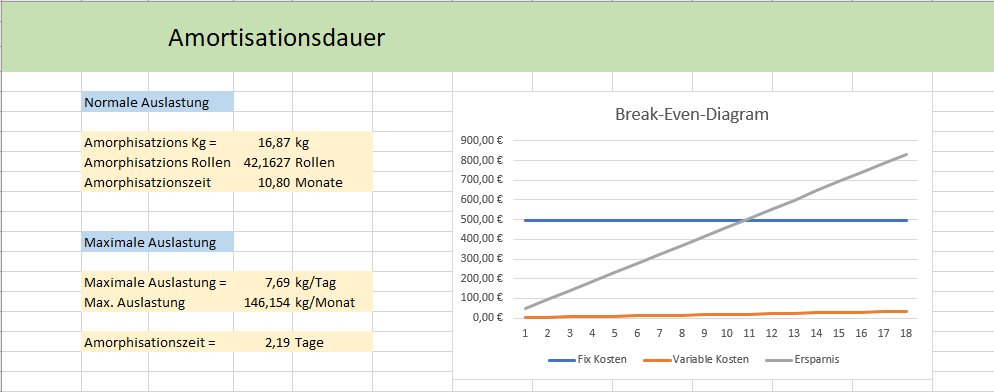 Amortisationsdauer
Normale Auslastung
Amorphisatzions Kg = 16,87 kg
Amorphisatzions Rollen 42,1627 Rollen
Amorphisatzionszeit 10,80 Monate
Maximale Auslastung
Maximale Auslastung = 7,69 kg/Tag
Max. Auslastung 146,154 kg/Monat
Amorphisationszeit = 2,19 Tage
Break-Even-Diagram
900,00 €
800,00 €
700,00 €
600,00 €
500,00 €
400,00 €
300,00 €
200,00 €
100,00 €
0,00 €
1 2 3 4 5 6 7 8 9 10 11 12 13 14 15 16 17 18
Fix Kosten Variable Kosten Ersparnis